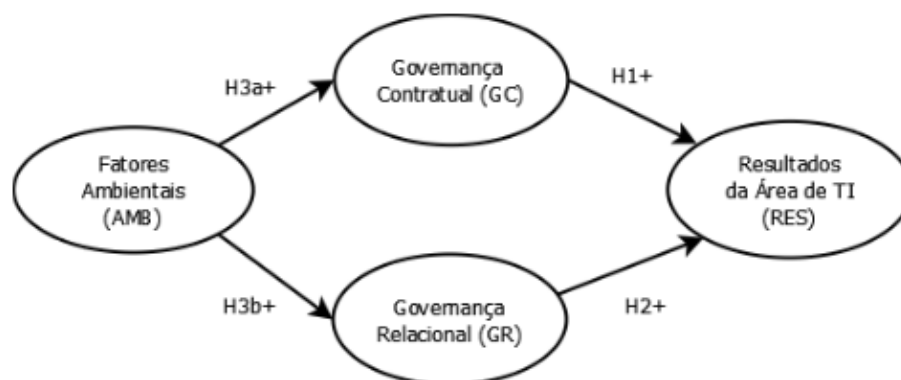 Governança
Contratual (GC)
H3a+
H1+
Fatores
Ambientais
(AMB)
Resultados
da Área de TI
(RES)
H3b+
Governança
Relacional (GR)
H2+